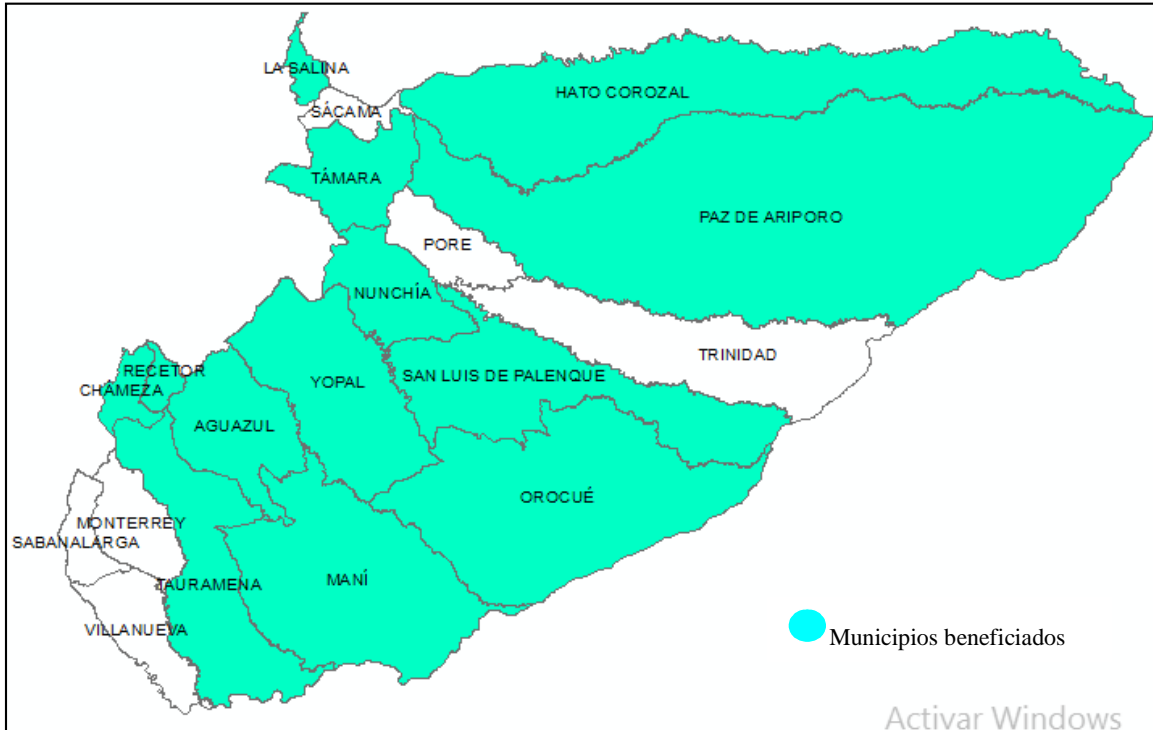 LA SALINA
HATO COROZAL
SÁCAMA
TÁMARA
PAZ DE ARIPORO
PORE
NUNCHÍA
TRINIDAD
RECETOR
SAN LUIS DE PALENQUE
YOPAL
CHÁMEZA
AGUAZUL
OROCUÉ
MONTERREY
SABANALARGA
TAURAMENA
MANÍ
VILLANUEVA
Municipios beneficiados
Activar Windows